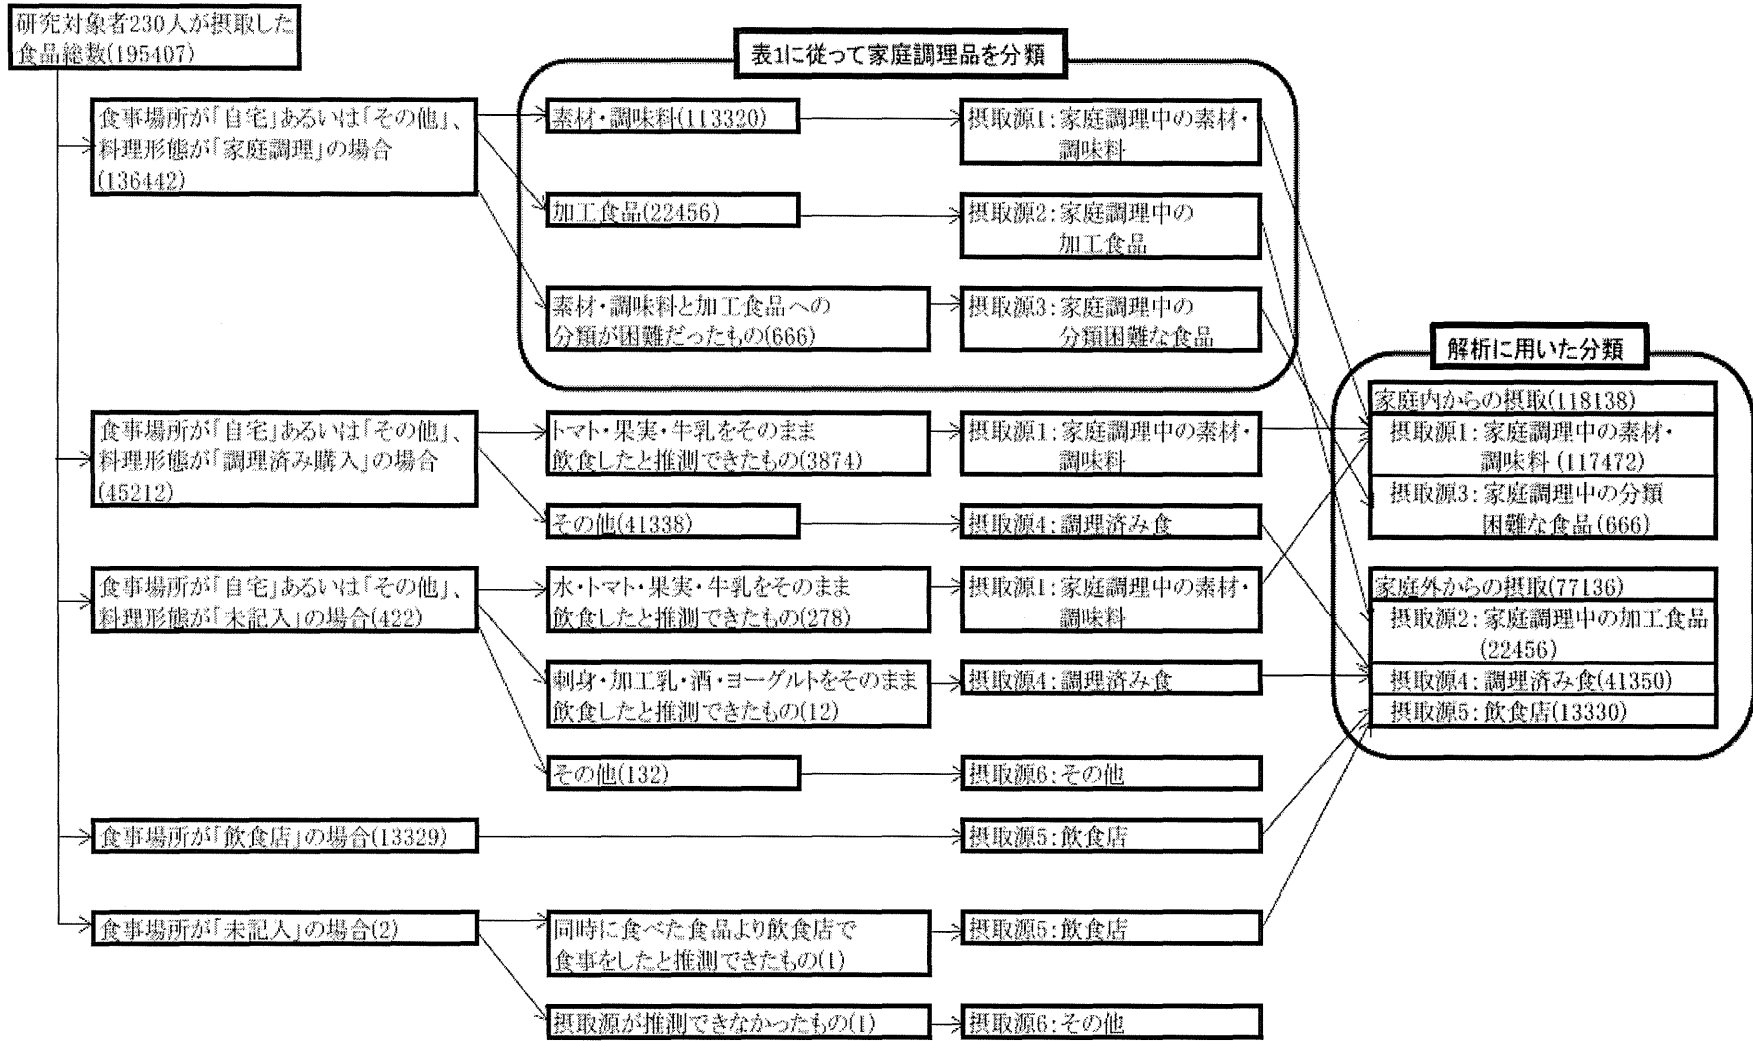 研究対象者230人が摂取した
食品総数(195407)
表1に従って家庭調理品を分類
食事場所が「自宅」あるいは「その他」、
料理形態が「家庭調理」の場合
(136442)
素材・調味料(113320)
摂取源1:家庭調理中の素材・
調味料
加工食品(22456)
摂取源2:家庭調理中の
加工食品
素材・調味料と加工食品への
分類が困難だったもの(666)
摂取源3:家庭調理中の
分類困難な食品
食事場所が「自宅」あるいは「その他」、
料理形態が「調理済み購入」の場合
(45212)
トマト・果実・牛乳をそのまま
飲食したと推測できたもの(3874)
摂取源1:家庭調理中の素材・
調味料
その他(41338)
摂取源4:調理済み食
食事場所が「自宅」あるいは「その他」、
料理形態が「未記入」の場合(422)
水・トマト・果実・牛乳をそのまま
飲食したと推測できたもの(278)
摂取源1:家庭調理中の素材・
調味料
刺身・加工乳・酒・ヨーグルトをそのまま
飲食したと推測できたもの(12)
摂取源4:調理済み食
その他(132)
摂取源6:その他
食事場所が「飲食店」の場合(13329)
摂取源5:飲食店
食事場所が「未記入」の場合(2)
同時に食べた食品より飲食店で
食事をしたと推測できたもの(1)
摂取源5:飲食店
摂取源が推測できなかったもの(1)
摂取源6:その他
解析に用いた分類
家庭内からの摂取(118138)
摂取源1:家庭調理中の素材・
調味料(117472)
摂取源3:家庭調理中の分類
困難な食品(666)
家庭外からの摂取(77136)
摂取源2:家庭調理中の加工食品
(22456)
摂取源4:調理済み食(41350)
摂取源5:飲食店(13330)